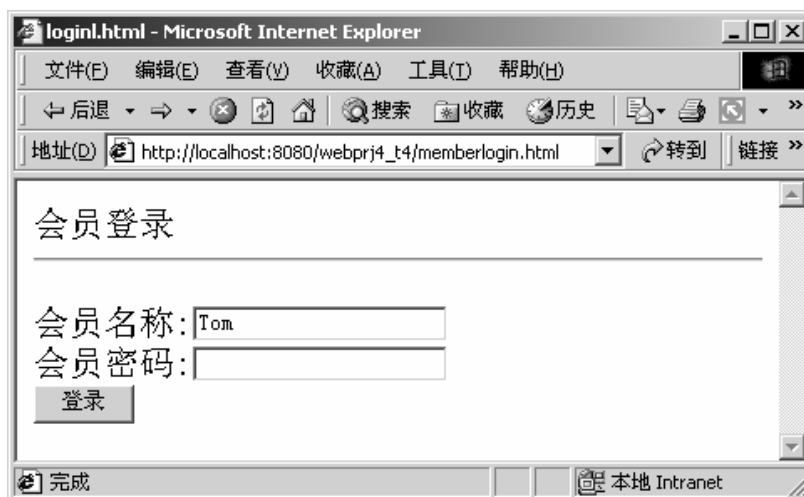 loginl.html - Microsoft Internet Explorer
文件(F) 编辑(E) 查看(V) 收藏(A) 工具(T) 帮助(H)
后退 搜索 收藏 历史 »
地址(D) http://localhost:8080/webprj4_t4/memberlogin.html 转到 链接 »
会员登录
会员名称:Tom
会员密码:
登录
完成 本地 Intranet